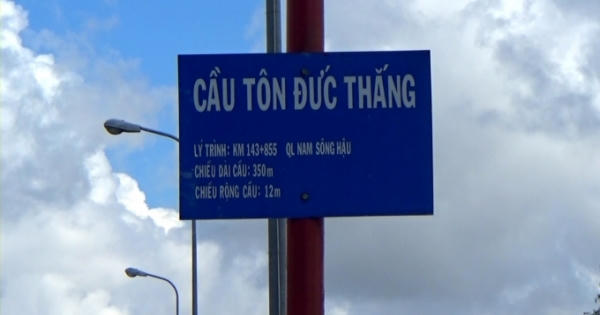 CẦU TÔN ĐỨC THẮNG
LÝ TRÌNH: KM 143+855 QL NAM SÔNG HẬU
CHIỀU DÀI CẦU: 350m
CHIỀU RỘNG CẦU: 12m